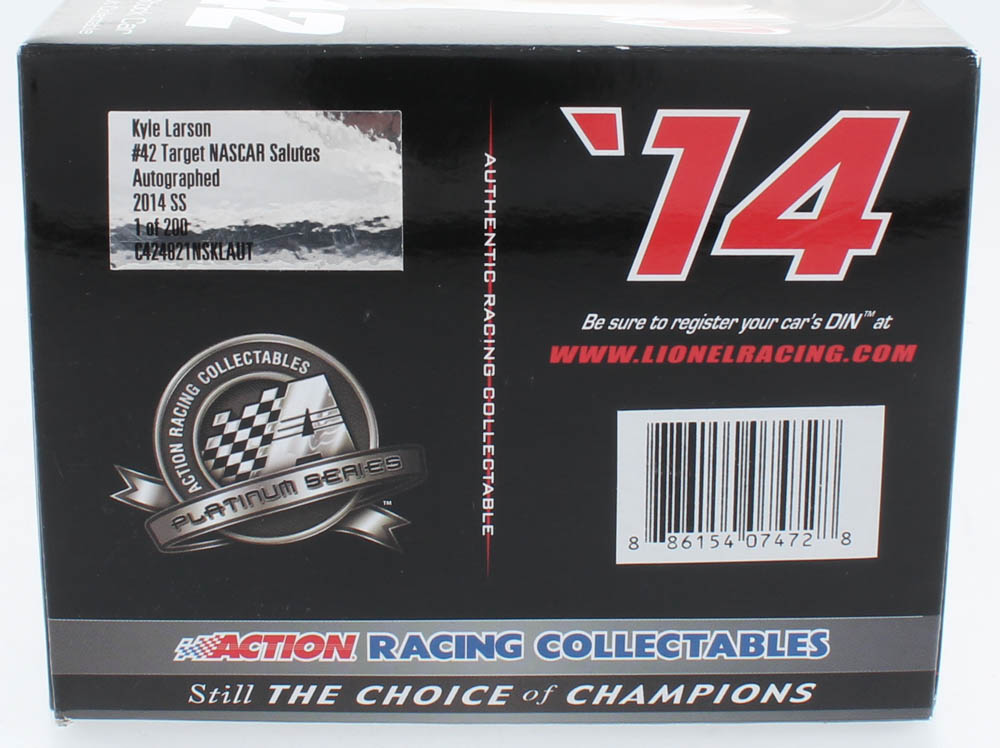 42
Kyle Larson
#42 Target NASCAR Salutes
Autographed
2014 SS
1 of 200
C424821NSKLAUT
ACTION RACING COLLECTABLES
A
PLATINUM SERIES™
AUTHENTIC RACING COLLECTABLE
'14
Be sure to register your car's DIN™ at
WWW.LIONELRACING.COM
8 86154 07472 8
ACTION RACING COLLECTABLES
Still THE CHOICE of CHAMPIONS